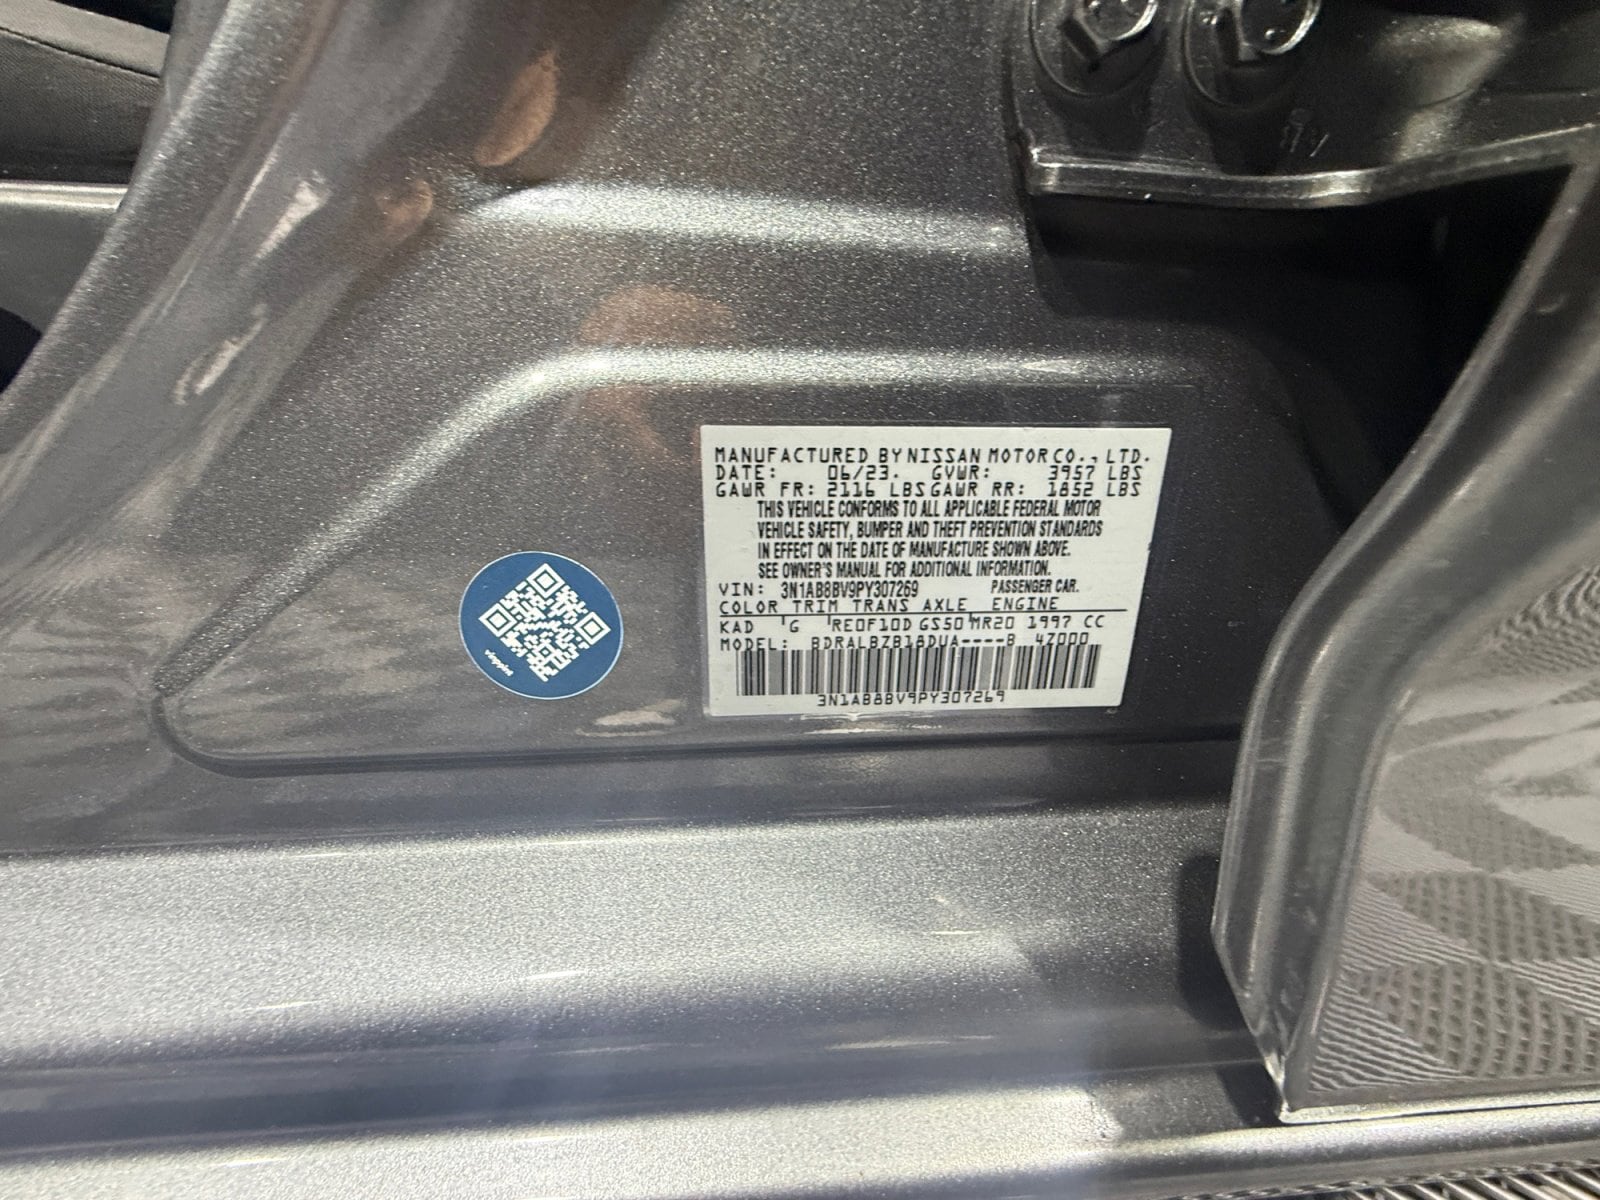 MANUFACTURED BY NISSAN MOTOR CO., LTD.
DATE: 06/23. GVWR: 3957 LBS
GAWR FR: 2116 LBS GAWR RR: 1852 LBS
THIS VEHICLE CONFORMS TO ALL APPLICABLE FEDERAL MOTOR
VEHICLE SAFETY, BUMPER AND THEFT PREVENTION STANDARDS
IN EFFECT ON THE DATE OF MANUFACTURE SHOWN ABOVE.
SEE OWNER'S MANUAL FOR ADDITIONAL INFORMATION.
VIN: 3N1AB8BV9PY307269 PASSENGER CAR.
COLOR TRIM TRANS AXLE ENGINE
KAD G RE0F10D GS50 MR20 1997 CC
MODEL: BDRALBZB18DUA----B 4Z000
3N1AB8BV9PY307269